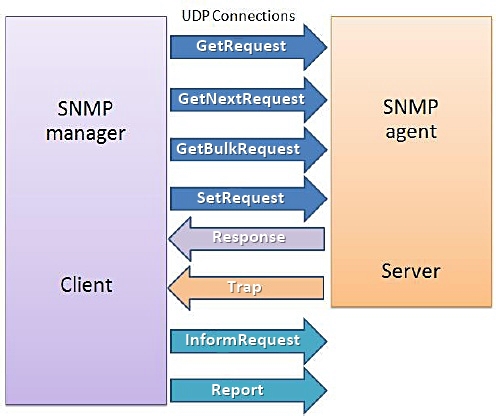 UDP Connections
GetRequest
GetNextRequest
GetBulkRequest
SetRequest
Response
Trap
InformRequest
Report
SNMP
manager
Client
SNMP
agent
Server